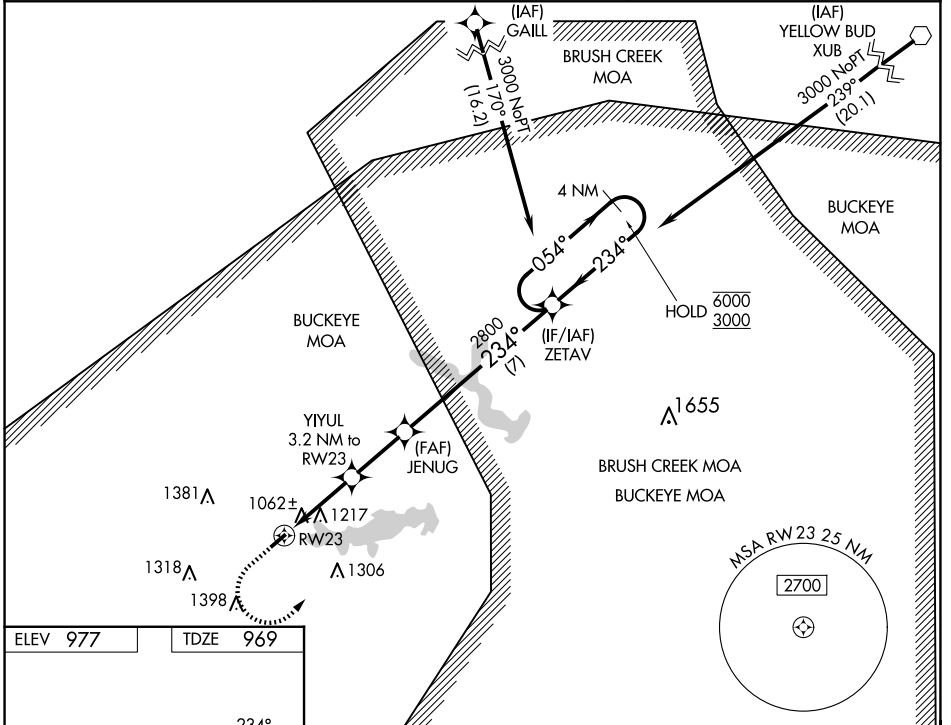 (IAF)
GAILL
(IAF)
YELLOW BUD
XUB
BRUSH CREEK
MOA
3000 NoPT
170°
(16.2)
3000 NoPT
239°
(20.1)
4 NM
BUCKEYE
MOA
054°
234°
HOLD 6000
3000
BUCKEYE
MOA
2800
234°
(7)
(IF/IAF)
ZETAV
YIYUL
3.2 NM to
RW23
(FAF)
JENUG
1655
BRUSH CREEK MOA
BUCKEYE MOA
1381
1062±
1217
RW23
1318
1306
1398
MSA RW23 25 NM
2700
ELEV 977
TDZE 969
234°